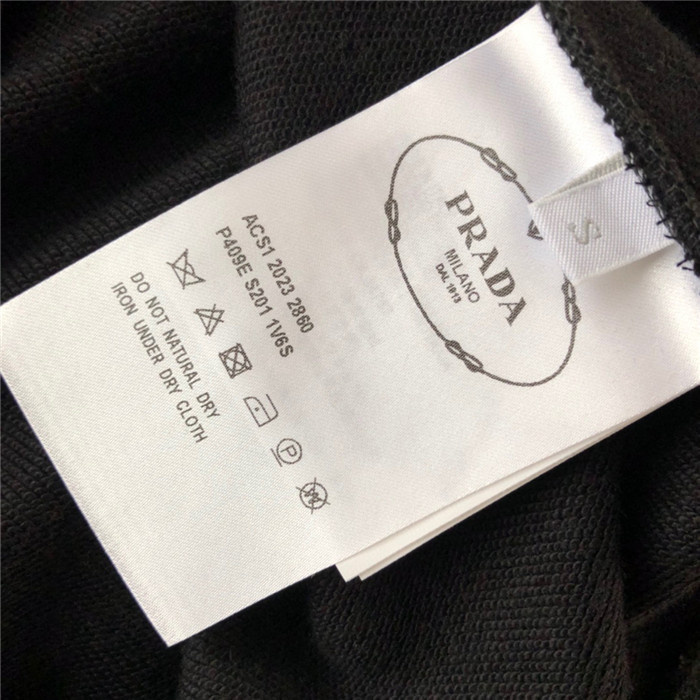 PRADA
MILANO
DAL 1913
S
ACS1 2023 2860
P409E S201 1V6S
P
DO NOT NATURAL DRY
IRON UNDER DRY CLOTH